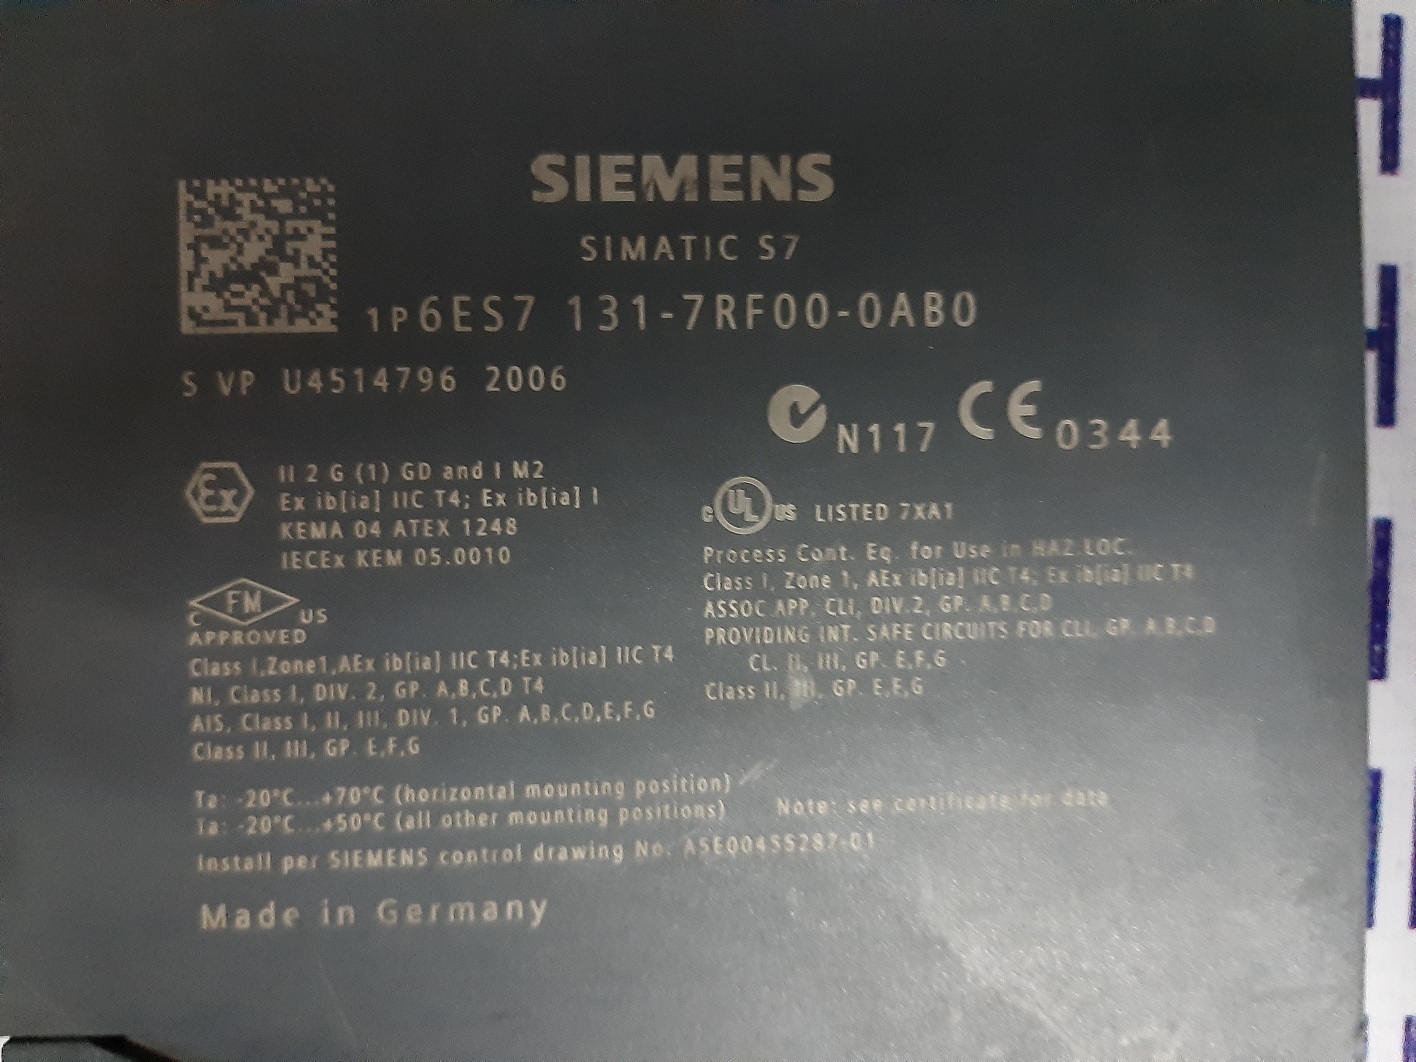 SIEMENS
SIMATIC S7
1P6ES7 131-7RF00-0AB0
S VP U4514796 2006
N117 CE 0344
Ex
II 2 G (1) GD and I M2
Ex ib[ia] IIC T4; Ex ib[ia] I
KEMA 04 ATEX 1248
IECEx KEM 05.0010
C FM US
APPROVED
Class I,Zone1,AEx ib[ia] IIC T4;Ex ib[ia] IIC T4
NI, Class I, DIV. 2, GP. A,B,C,D T4
AIS, Class I, II, III, DIV. 1, GP. A,B,C,D,E,F,G
Class II, III, GP. E,F,G
C UL US LISTED 7XA1
Process Cont. Eq. for Use in HAZ LOC.
Class I, Zone 1, AEx ib[ia] IIC T4; Ex ib[ia] IIC T4
ASSOC APP, CLI, DIV.2, GP. A,B,C,D
PROVIDING INT. SAFE CIRCUITS FOR CLI, GP. A,B,C,D
CL. II, III, GP. E,F,G
Class II, III, GP. E,F,G
Ta: -20°C...+70°C (horizontal mounting position)
Ta: -20°C...+50°C (all other mounting positions)
Note: see certificate for data
Install per SIEMENS control drawing No. A5E00455287-01
Made in Germany